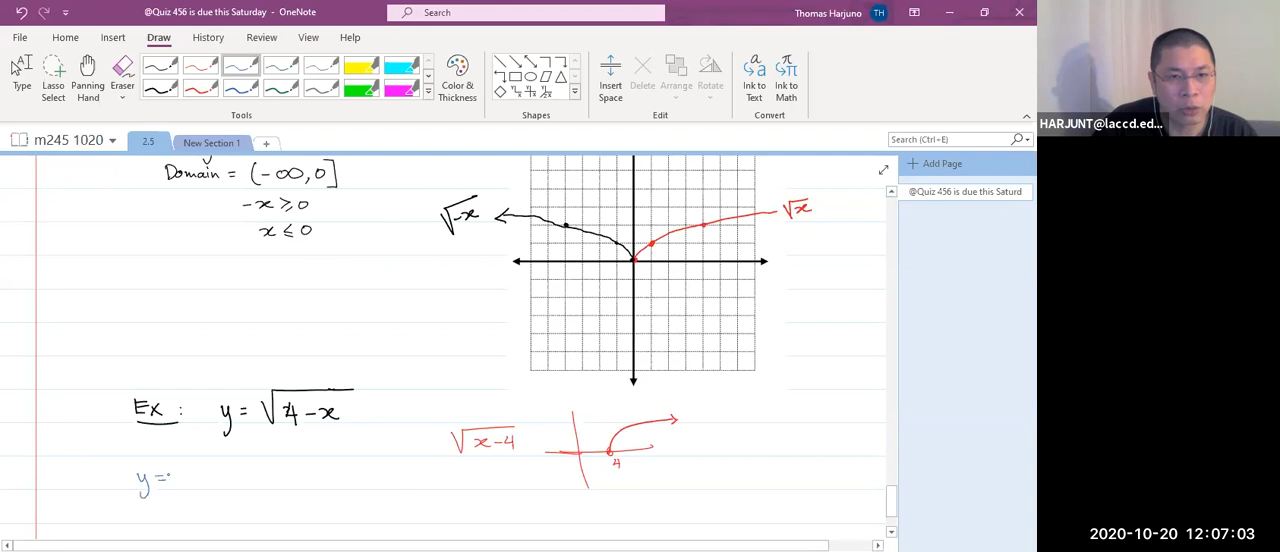 @Quiz 456 is due this Saturday - OneNote
Search
Thomas Harjuno TH
File Home Insert Draw History Review View Help
Type
Lasso Select
Panning Hand
Eraser
Color & Thickness
Insert Space
Delete
Arrange
Rotate
Ink to Text
Ink to Math
Tools
Shapes
Edit
Convert
m245 1020
2.5
New Section 1
Search (Ctrl+E)
HARJUNT@laccd.ed...
Add Page
@Quiz 456 is due this Saturd
Domain = (-∞, 0]
-x ≥ 0
x ≤ 0
√-x
√x
Ex : y = √4-x
√x-4
4
y =
2020-10-20 12:07:03